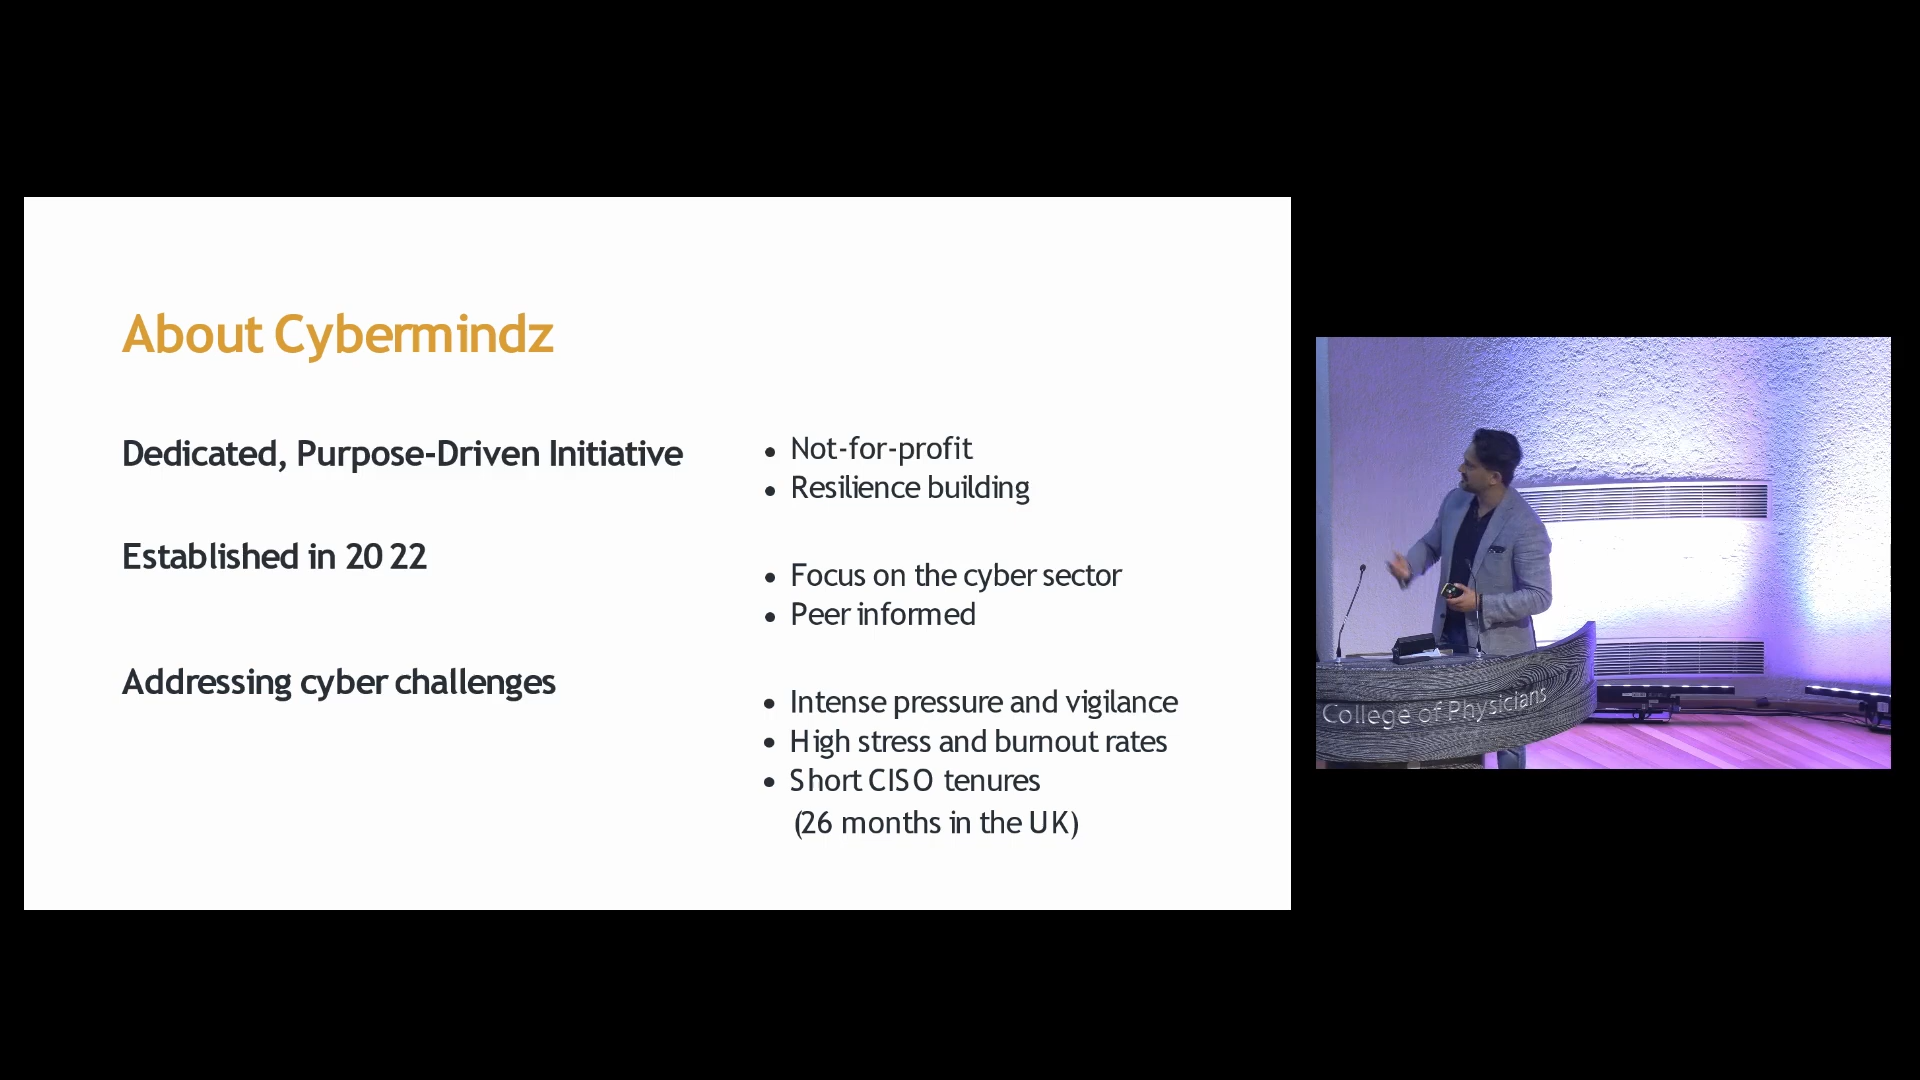 About Cybermindz
Dedicated, Purpose-Driven Initiative
• Not-for-profit
• Resilience building
Established in 2022
• Focus on the cyber sector
• Peer informed
Addressing cyber challenges
• Intense pressure and vigilance
• High stress and burnout rates
• Short CISO tenures
(26 months in the UK)
College of Physicians